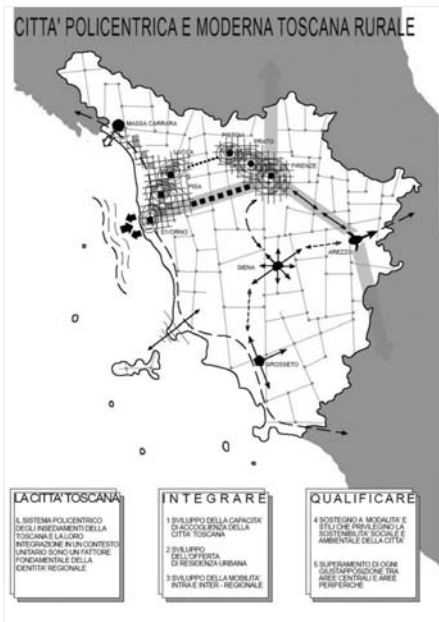 CITTA' POLICENTRICA E MODERNA TOSCANA RURALE
MASSA CARRARA
PISTOIA
PRATO
LUCCA
FIRENZE
PISA
LIVORNO
AREZZO
SIENA
GROSSETO
LA CITTA' TOSCANA
IL SISTEMA POLICENTRICO
DEGLI INSEDIAMENTI DELLA
TOSCANA E LA LORO
INTEGRAZIONE IN UN CONTESTO
UNITARIO SONO UN FATTORE
FONDAMENTALE DELLA
IDENTITA' REGIONALE
INTEGRARE
1 SVILUPPO DELLA CAPACITA'
DI ACCOGLIENZA DELLA
CITTA' TOSCANA
2 SVILUPPO
DELL'OFFERTA
DI RESIDENZA URBANA
3 SVILUPPO DELLA MOBILITA'
INTRA E INTER - REGIONALE
QUALIFICARE
4 SOSTEGNO A MODALITA' E
STILI CHE PRIVILEGINO LA
SOSTENIBILITA' SOCIALE E
AMBIENTALE DELLA CITTA'
5 SUPERAMENTO DI OGNI
GIUSTAPPOSIZIONE TRA
AREE CENTRALI E AREE
PERIFERICHE